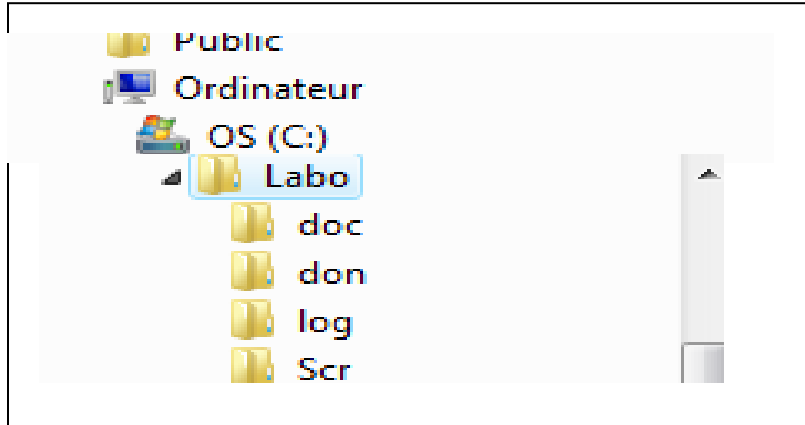 Public
Ordinateur
OS (C:)
Labo
doc
don
log
Scr